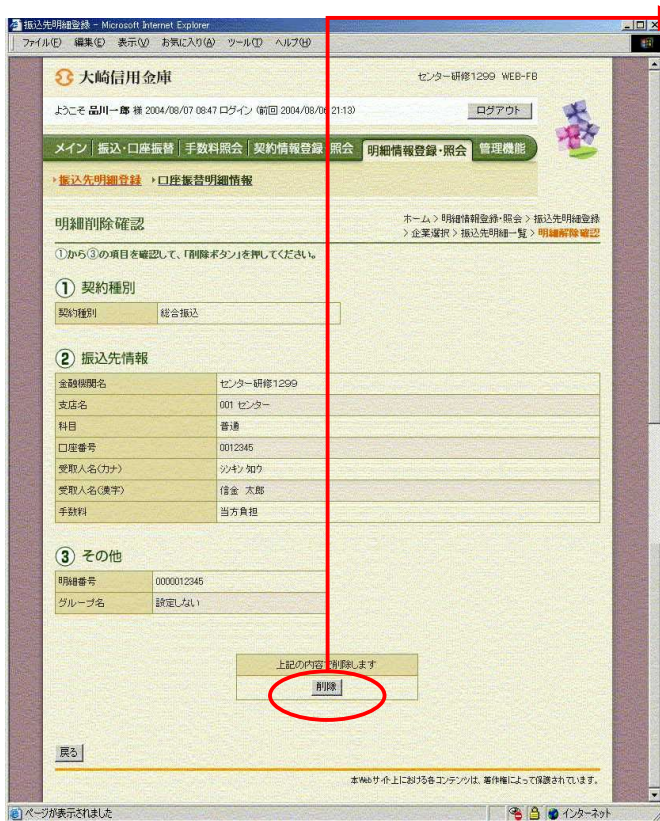 振込先明細登録 - Microsoft Internet Explorer
ファイル(F) 編集(E) 表示(V) お気に入り(A) ツール(T) ヘルプ(H)
大崎信用金庫
センター研修1299 WEB-FB
ようこそ 品川一郎 様 2004/08/07 08:47 ログイン (前回 2004/08/06 21:13)
ログアウト
メイン 振込・口座振替 手数料照会 契約情報登録・照会 明細情報登録・照会 管理機能
振込先明細登録 口座振替明細情報
明細削除確認
ホーム > 明細情報登録・照会 > 振込先明細登録
> 企業選択 > 振込先明細一覧 > 明細解除確認
①から③の項目を確認して、「削除ボタン」を押してください。
① 契約種別
契約種別 総合振込
② 振込先情報
金融機関名 センター研修1299
支店名 001 センター
科目 普通
口座番号 0012345
受取人名(カナ) シンキン タロウ
受取人名(漢字) 信金 太郎
手数料 当方負担
③ その他
明細番号 0000012345
グループ名 設定しない
上記の内容で削除します
削除
戻る
本Webサイト上における各コンテンツは、著作権によって保護されています。
ページが表示されました
インターネット